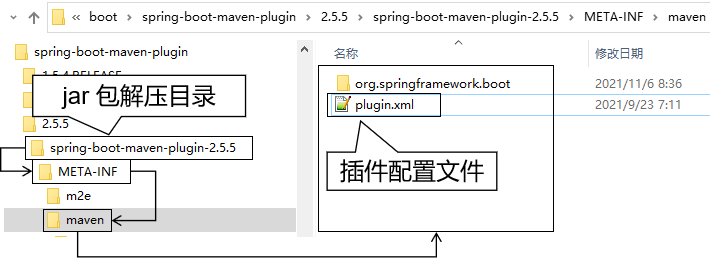 « boot › spring-boot-maven-plugin › 2.5.5 › spring-boot-maven-plugin-2.5.5 › META-INF › maven
spring-boot-maven-plugin
1.5.4.RELEASE
jar 包解压目录
2.5.5
spring-boot-maven-plugin-2.5.5
META-INF
m2e
maven
名称
修改日期
org.springframework.boot
2021/11/6 8:36
plugin.xml
2021/9/23 7:11
插件配置文件